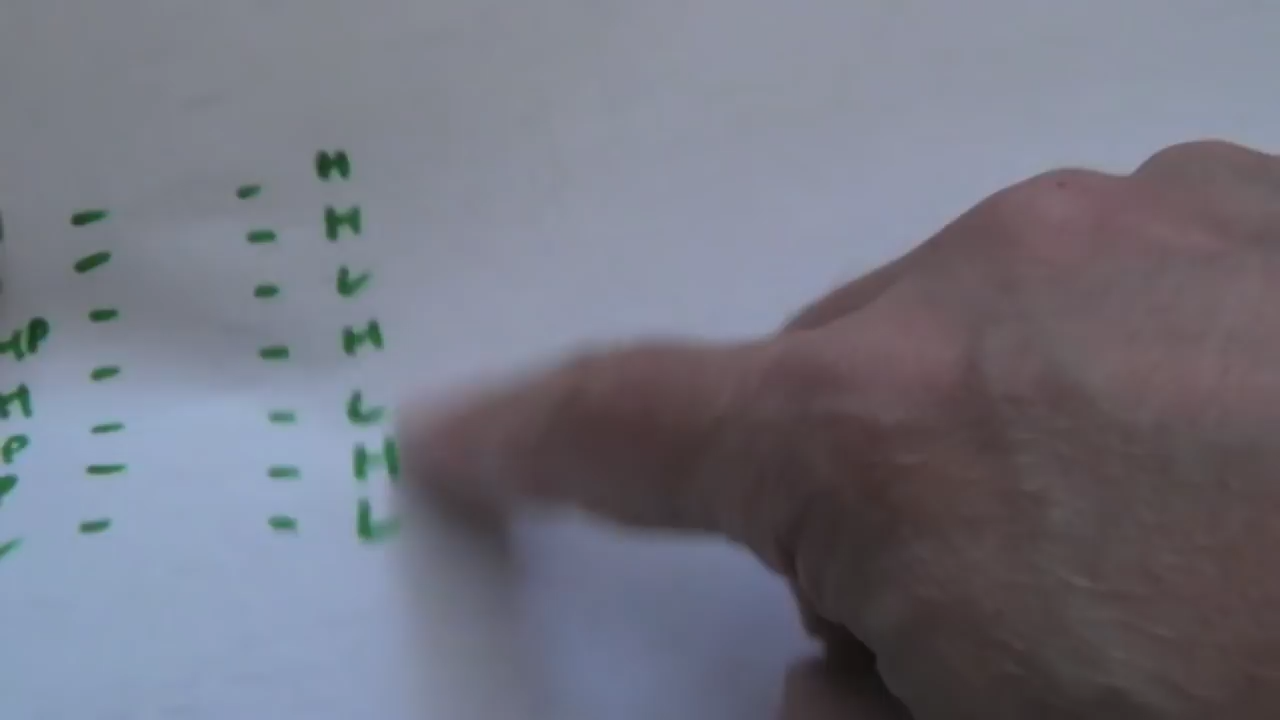 - - H
- - H
- - L
HP - - H
H - - L
P - - H
P - - L